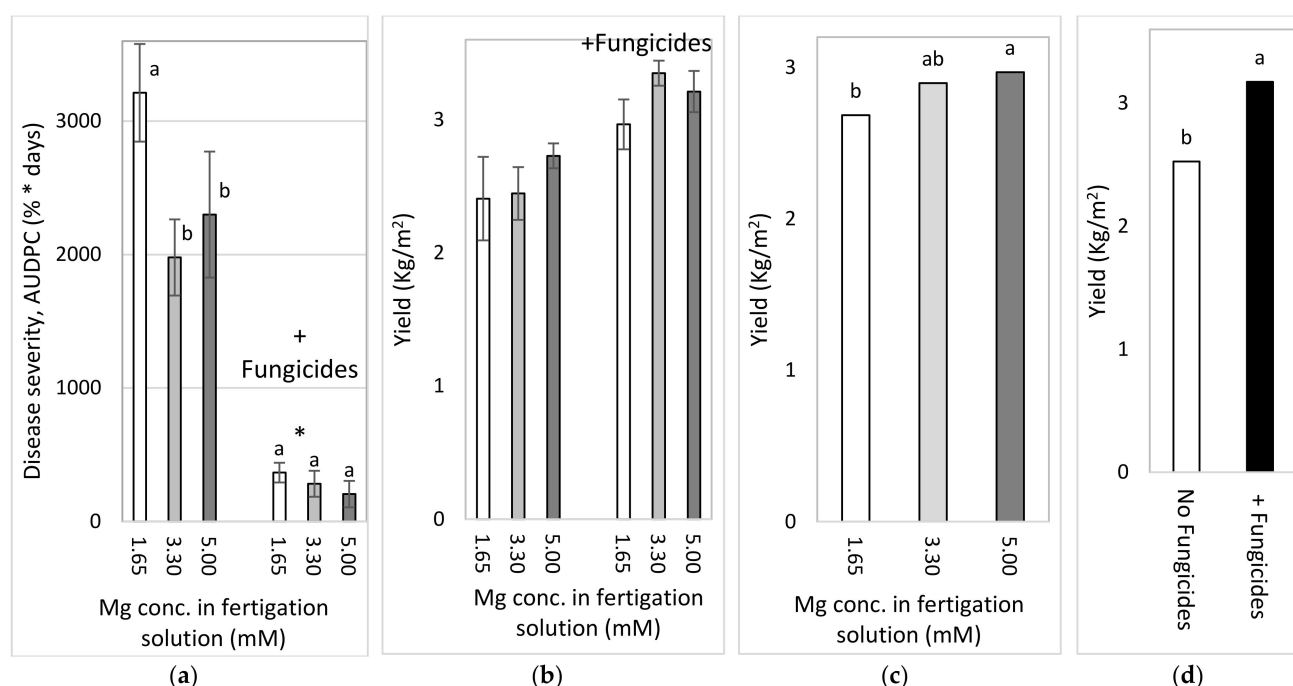 Disease severity, AUDPC (% * days)
3000
2000
1000
0
a
b
b
+
Fungicides
*
a
a
a
1.65
3.30
5.00
1.65
3.30
5.00
Mg conc. in fertigation
solution (mM)
(a)
+Fungicides
Yield (Kg/m²)
3
2
1
0
1.65
3.30
5.00
1.65
3.30
5.00
Mg conc. in fertigation
solution (mM)
(b)
Yield (Kg/m²)
3
2
1
0
b
ab
a
1.65
3.30
5.00
Mg conc. in fertigation
solution (mM)
(c)
Yield (Kg/m²)
3
2
1
0
b
a
No Fungicides
+ Fungicides
(d)